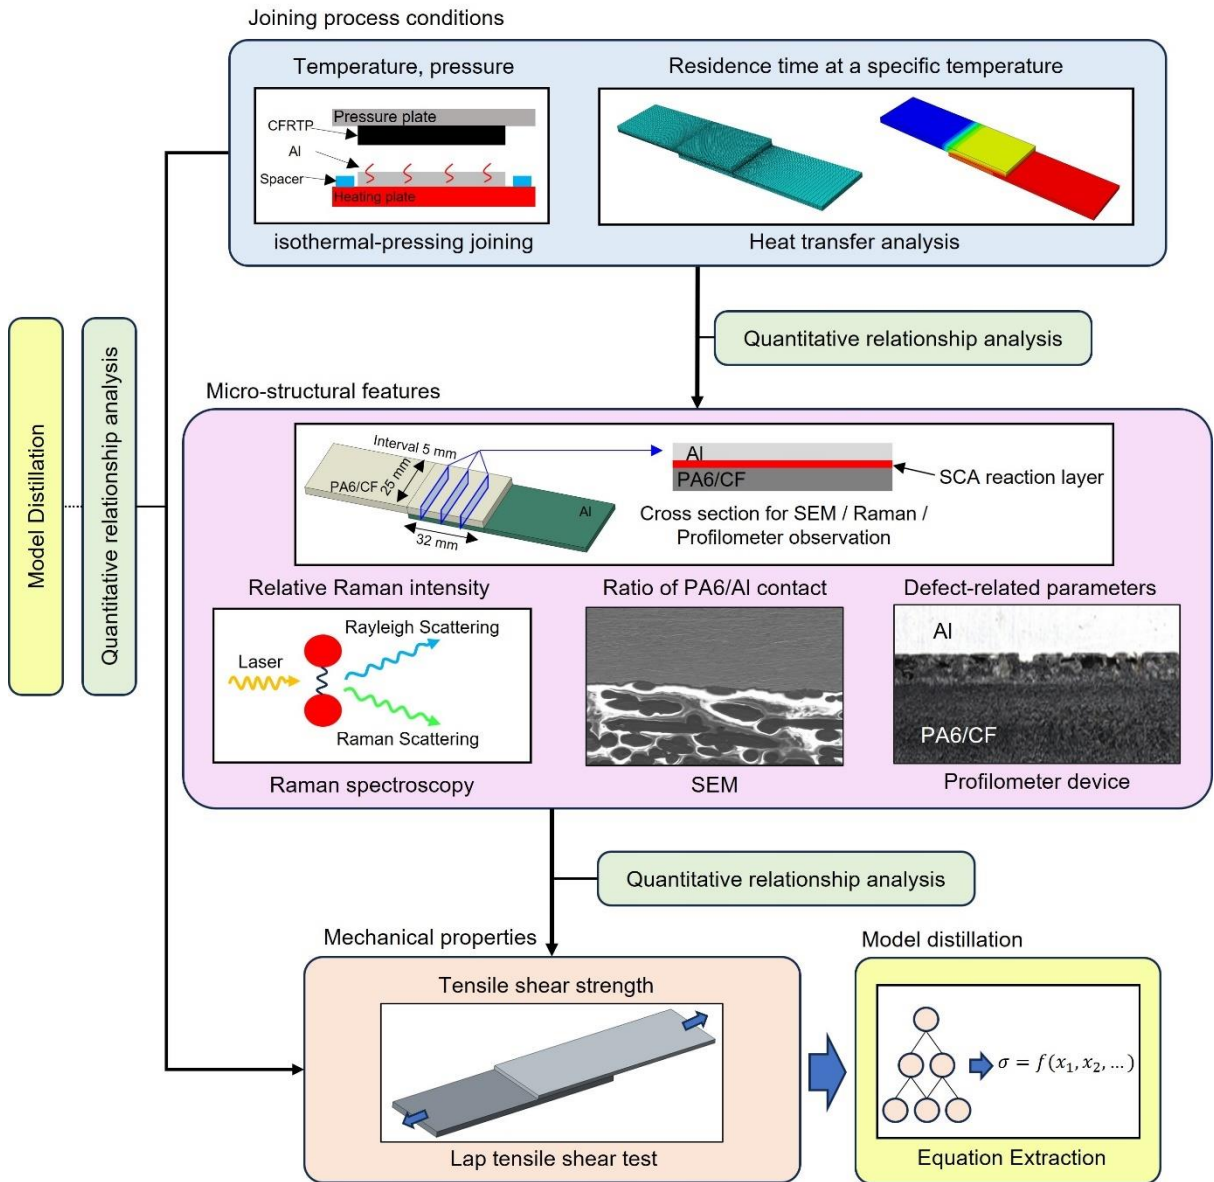 Joining process conditions
Temperature, pressure
Residence time at a specific temperature
Pressure plate
CFRTP
Al
Spacer
Heating plate
isothermal-pressing joining
Heat transfer analysis
Quantitative relationship analysis
Model Distillation
Quantitative relationship analysis
Micro-structural features
Interval 5 mm
25 mm
PA6/CF
Al
32 mm
Al
PA6/CF
SCA reaction layer
Cross section for SEM / Raman /
Profilometer observation
Relative Raman intensity
Ratio of PA6/Al contact
Defect-related parameters
Laser
Rayleigh Scattering
Raman Scattering
Al
PA6/CF
Raman spectroscopy
SEM
Profilometer device
Quantitative relationship analysis
Mechanical properties
Model distillation
Tensile shear strength
Lap tensile shear test
σ = f(x₁, x₂, ...)
Equation Extraction